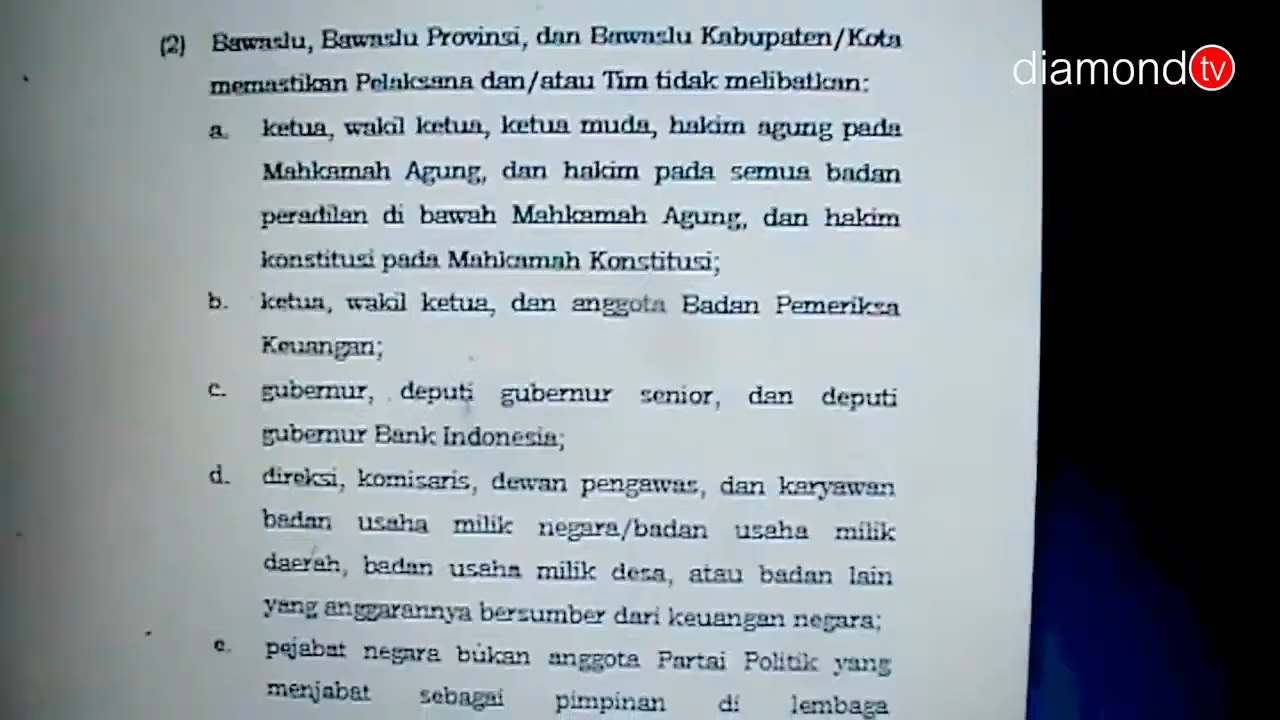 (2) Bawaslu, Bawaslu Provinsi, dan Bawaslu Kabupaten/Kota
memastikan Pelaksana dan/atau Tim tidak melibatkan:
a. ketua, wakil ketua, ketua muda, hakim agung pada
Mahkamah Agung, dan hakim pada semua badan
peradilan di bawah Mahkamah Agung, dan hakim
konstitusi pada Mahkamah Konstitusi;
b. ketua, wakil ketua, dan anggota Badan Pemeriksa
Keuangan;
c. gubernur, deputi gubernur senior, dan deputi
gubernur Bank Indonesia;
d. direksi, komisaris, dewan pengawas, dan karyawan
badan usaha milik negara/badan usaha milik
daerah, badan usaha milik desa, atau badan lain
yang anggarannya bersumber dari keuangan negara;
e. pejabat negara bukan anggota Partai Politik yang
menjabat sebagai pimpinan di lembaga
diamond tv